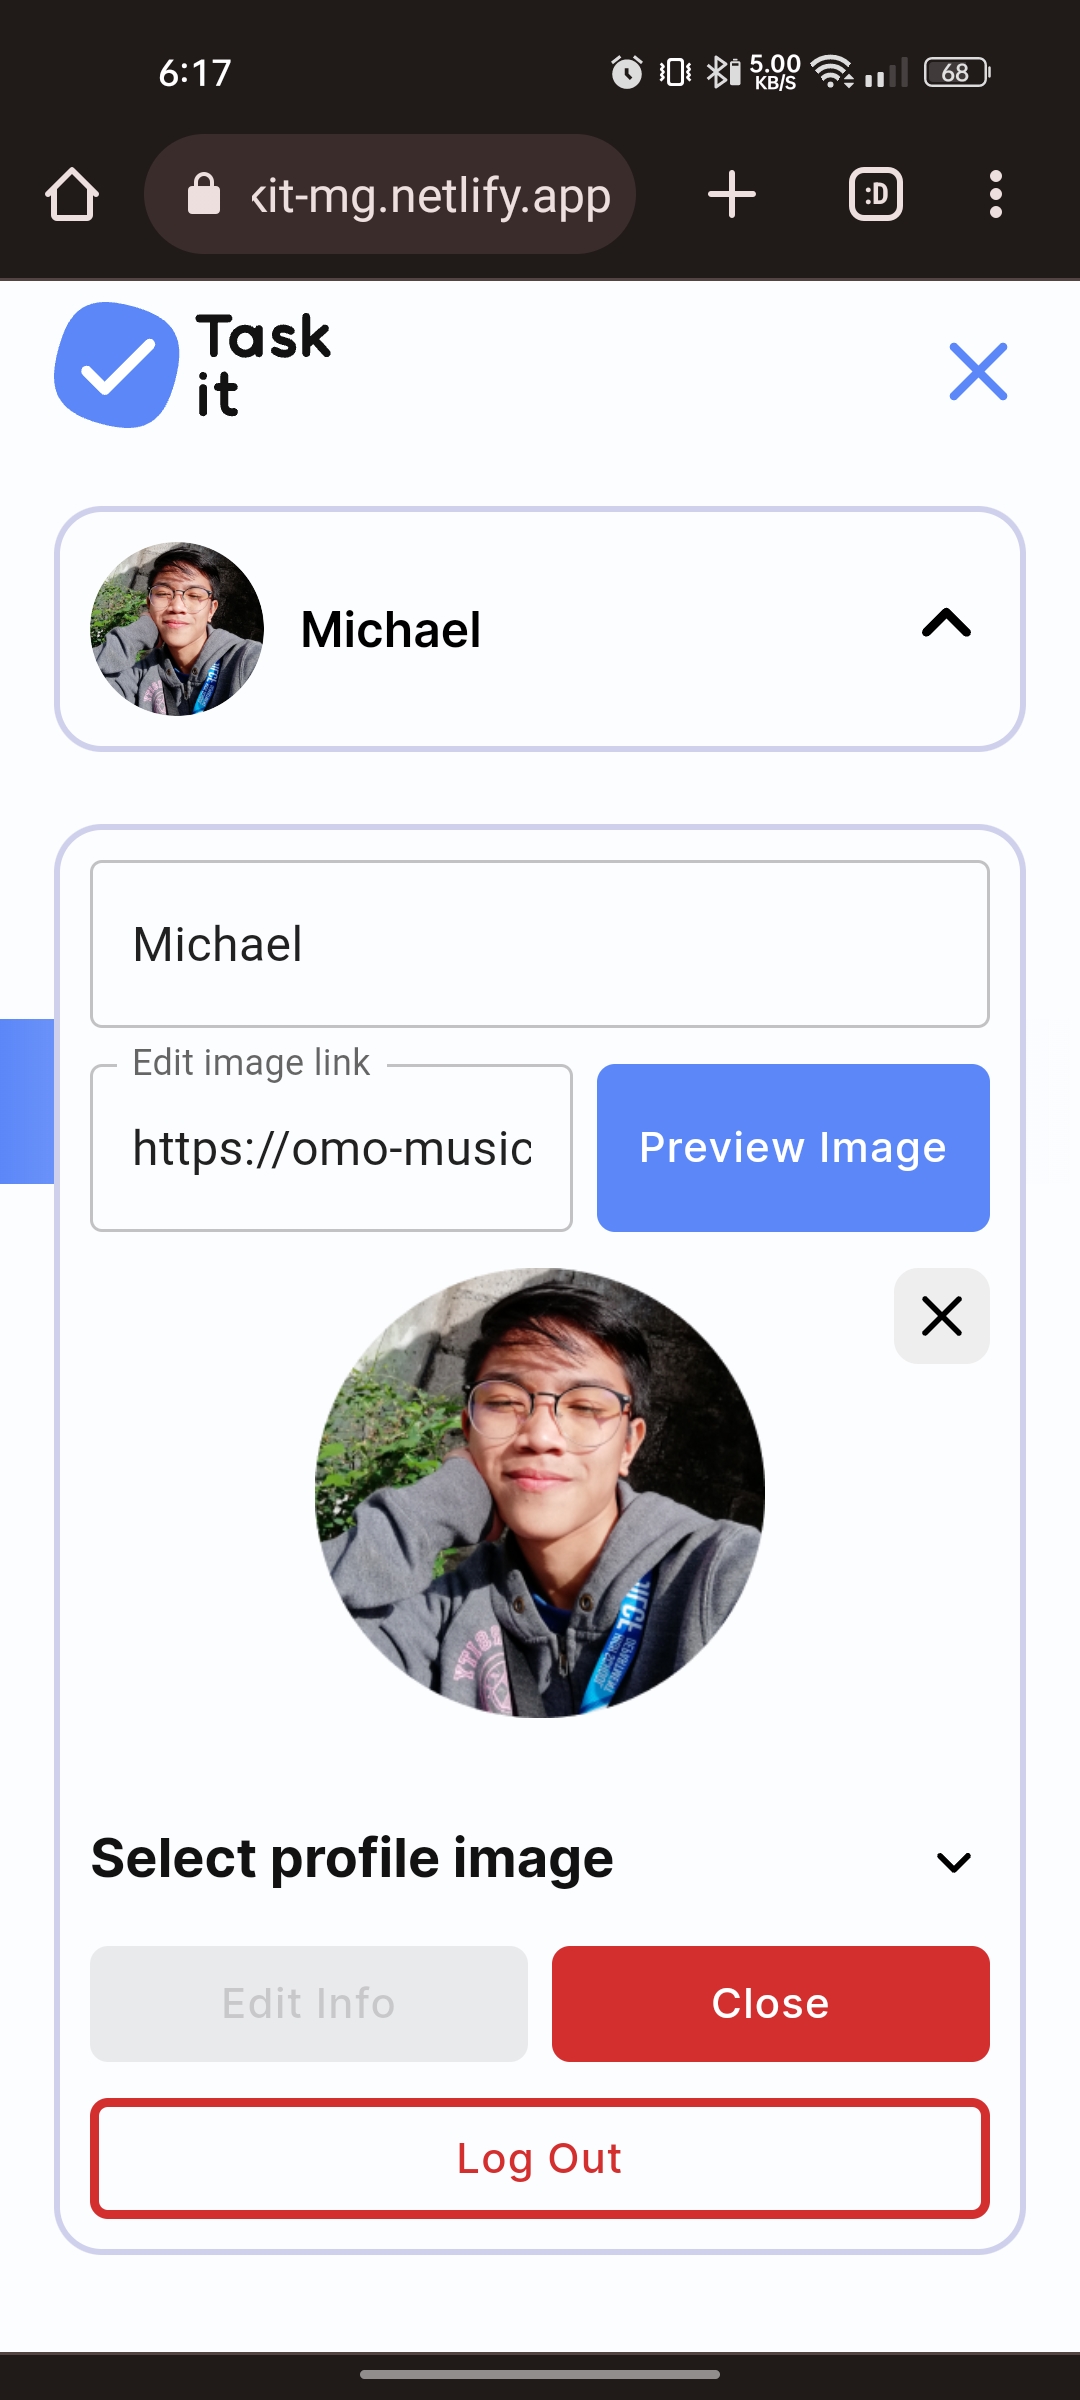 6:17
5.00
KB/S
68
kit-mg.netlify.app
:D
Task
it
Michael
Michael
Edit image link
https://omo-music
Preview Image
Select profile image
Edit Info
Close
Log Out